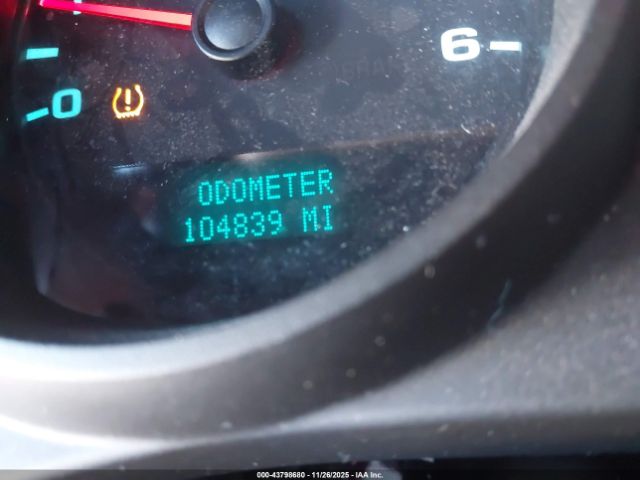 6
0
ODOMETER
104839 MI
000-43798680 - 11/26/2025 - IAA Inc.